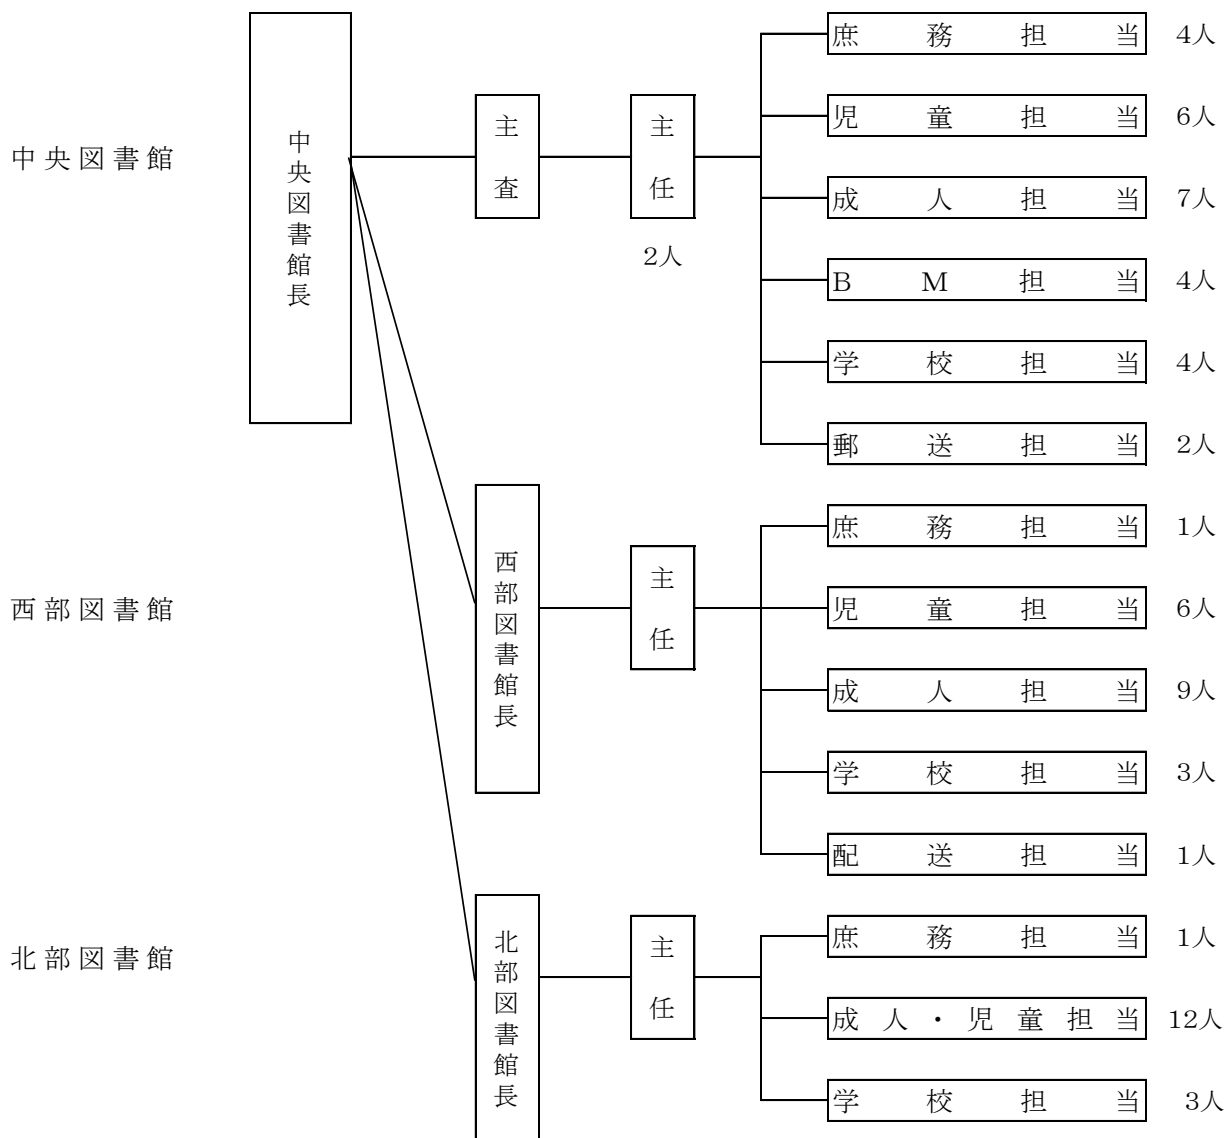 中央図書館
中央図書館長
主査
主任
2人
庶務担当 4人
児童担当 6人
成人担当 7人
BM担当 4人
学校担当 4人
郵送担当 2人
西部図書館
西部図書館長
主任
庶務担当 1人
児童担当 6人
成人担当 9人
学校担当 3人
配送担当 1人
北部図書館
北部図書館長
主任
庶務担当 1人
成人・児童担当 12人
学校担当 3人